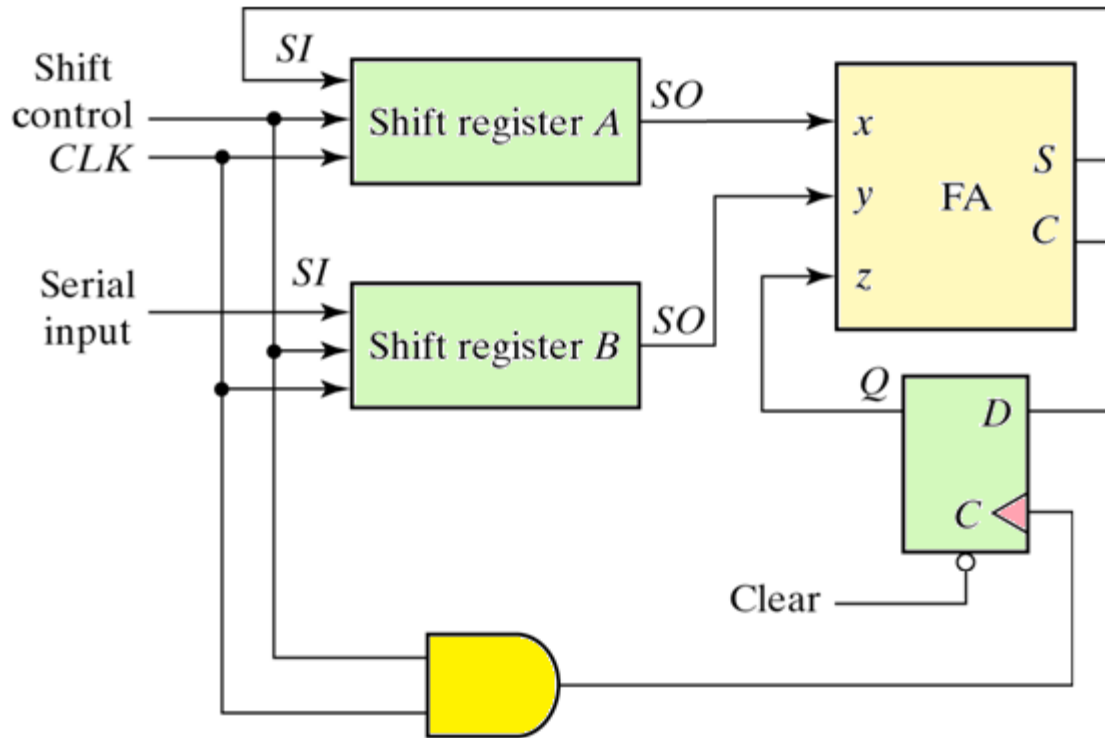 SI
Shift
control
CLK
Shift register A
SO
x
y
z
FA
S
C
Serial
input
SI
Shift register B
SO
Q
D
C
Clear